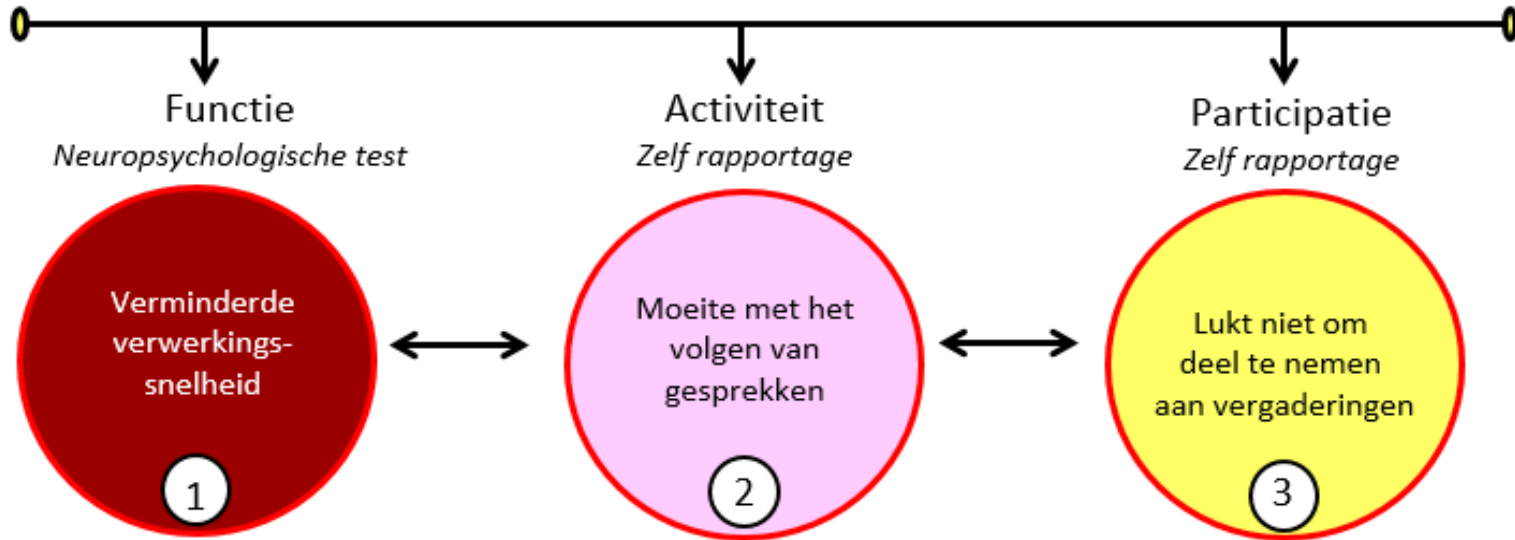 Functie
Neuropsychologische test
Verminderde
verwerkings-
snelheid
1
Activiteit
Zelf rapportage
Moeite met het
volgen van
gesprekken
2
Participatie
Zelf rapportage
Lukt niet om
deel te nemen
aan vergaderingen
3